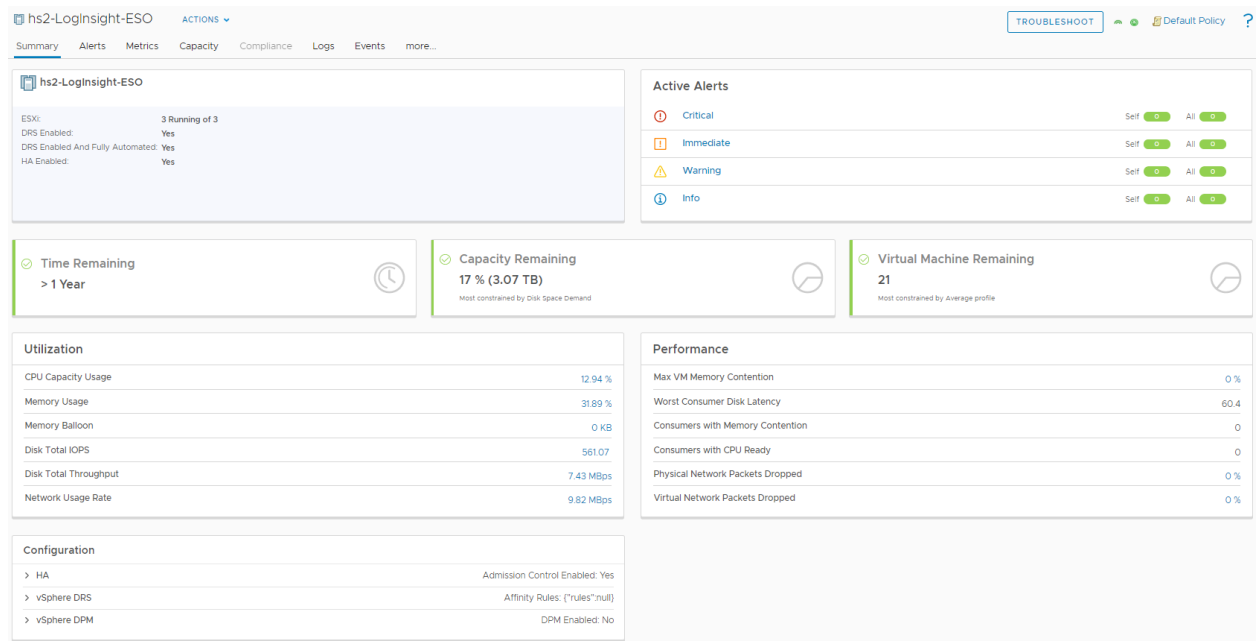 hs2-LogInsight-ESO ACTIONS TROUBLESHOOT Default Policy ?
Summary Alerts Metrics Capacity Compliance Logs Events more...
hs2-LogInsight-ESO
ESXi: 3 Running of 3
DRS Enabled: Yes
DRS Enabled And Fully Automated: Yes
HA Enabled: Yes
Active Alerts
Critical Self 0 All 0
Immediate Self 0 All 0
Warning Self 0 All 0
Info Self 0 All 0
Time Remaining
> 1 Year
Capacity Remaining
17 % (3.07 TB)
Most constrained by Disk Space Demand
Virtual Machine Remaining
21
Most constrained by Average profile
Utilization
CPU Capacity Usage 12.94 %
Memory Usage 31.89 %
Memory Balloon 0 KB
Disk Total IOPS 561.07
Disk Total Throughput 7.43 MBps
Network Usage Rate 9.82 MBps
Performance
Max VM Memory Contention 0 %
Worst Consumer Disk Latency 60.4
Consumers with Memory Contention 0
Consumers with CPU Ready 0
Physical Network Packets Dropped 0 %
Virtual Network Packets Dropped 0 %
Configuration
> HA Admission Control Enabled: Yes
> vSphere DRS Affinity Rules: {"rules":null}
> vSphere DPM DPM Enabled: No